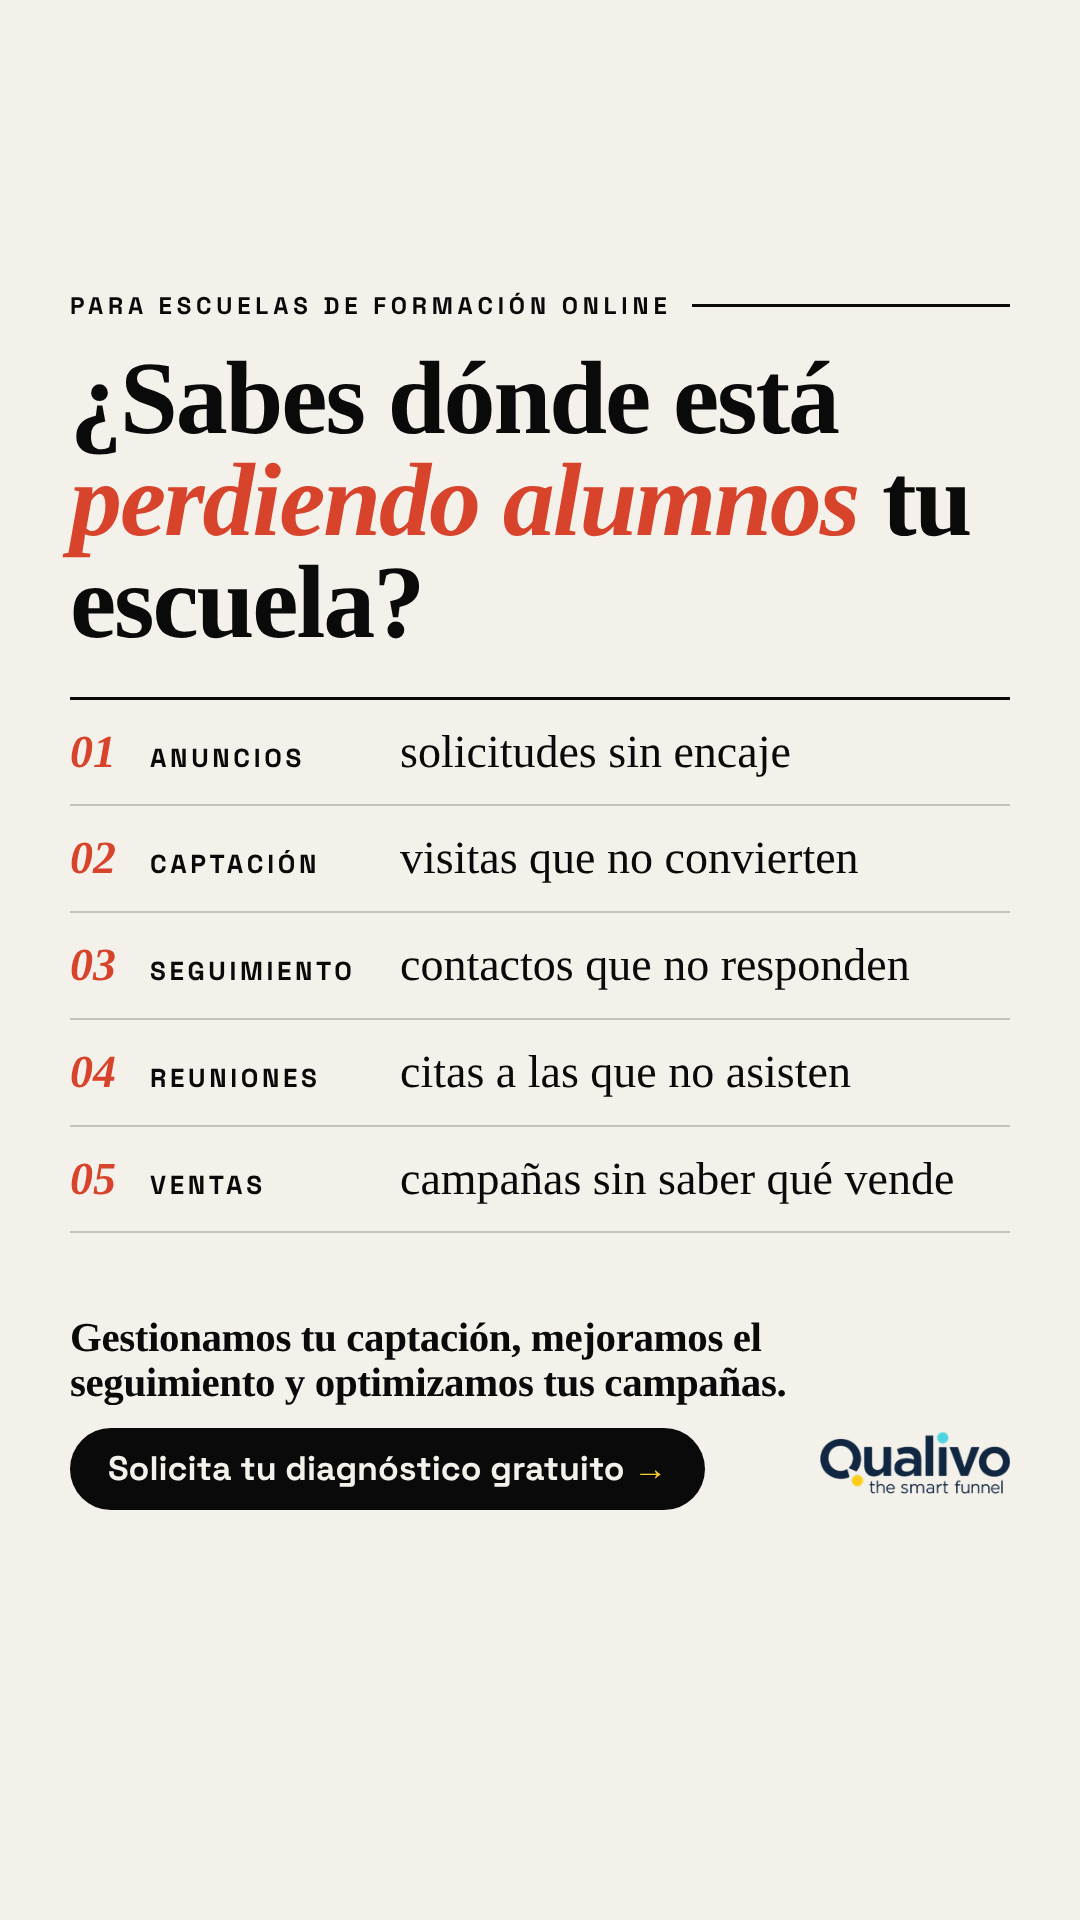 PARA ESCUELAS DE FORMACIÓN ONLINE
¿Sabes dónde está
perdiendo alumnos tu
escuela?
01 ANUNCIOS solicitudes sin encaje
02 CAPTACIÓN visitas que no convierten
03 SEGUIMIENTO contactos que no responden
04 REUNIONES citas a las que no asisten
05 VENTAS campañas sin saber qué vende
Gestionamos tu captación, mejoramos el
seguimiento y optimizamos tus campañas.
Solicita tu diagnóstico gratuito →
Qualivo
the smart funnel